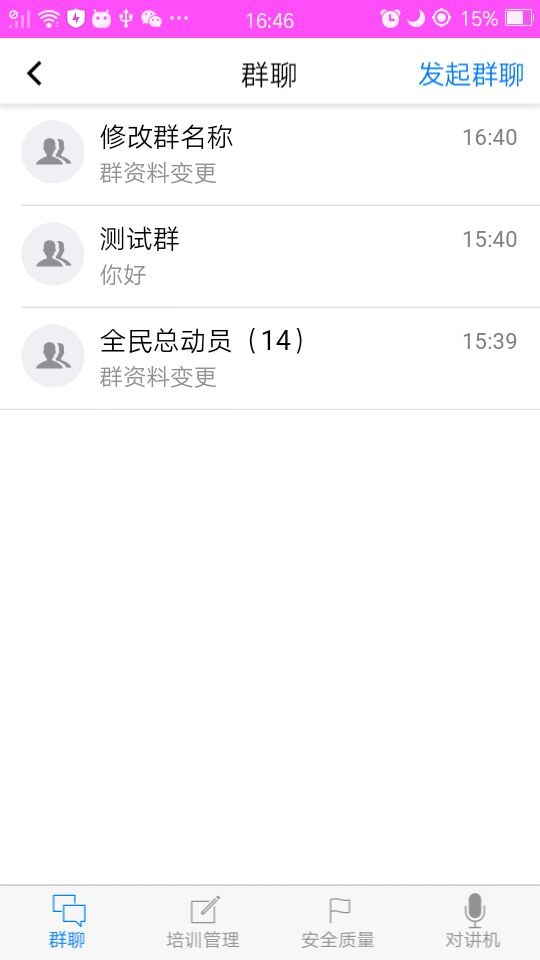 16:46
15%
群聊
发起群聊
修改群名称
16:40
群资料变更
测试群
15:40
你好
全民总动员（14）
15:39
群资料变更
群聊
培训管理
安全质量
对讲机